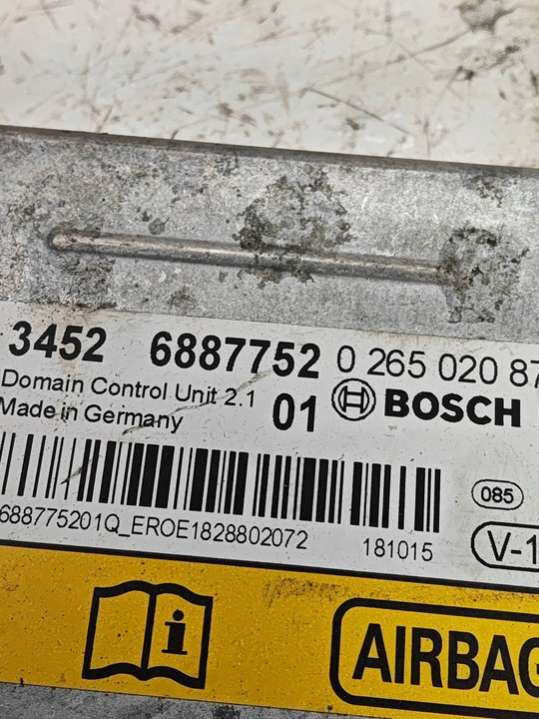 3452 6887752 0 265 020 87
Domain Control Unit 2.1 01 BOSCH
Made in Germany
085
688775201Q_EROE1828802072 181015
V-1
i
AIRBAG